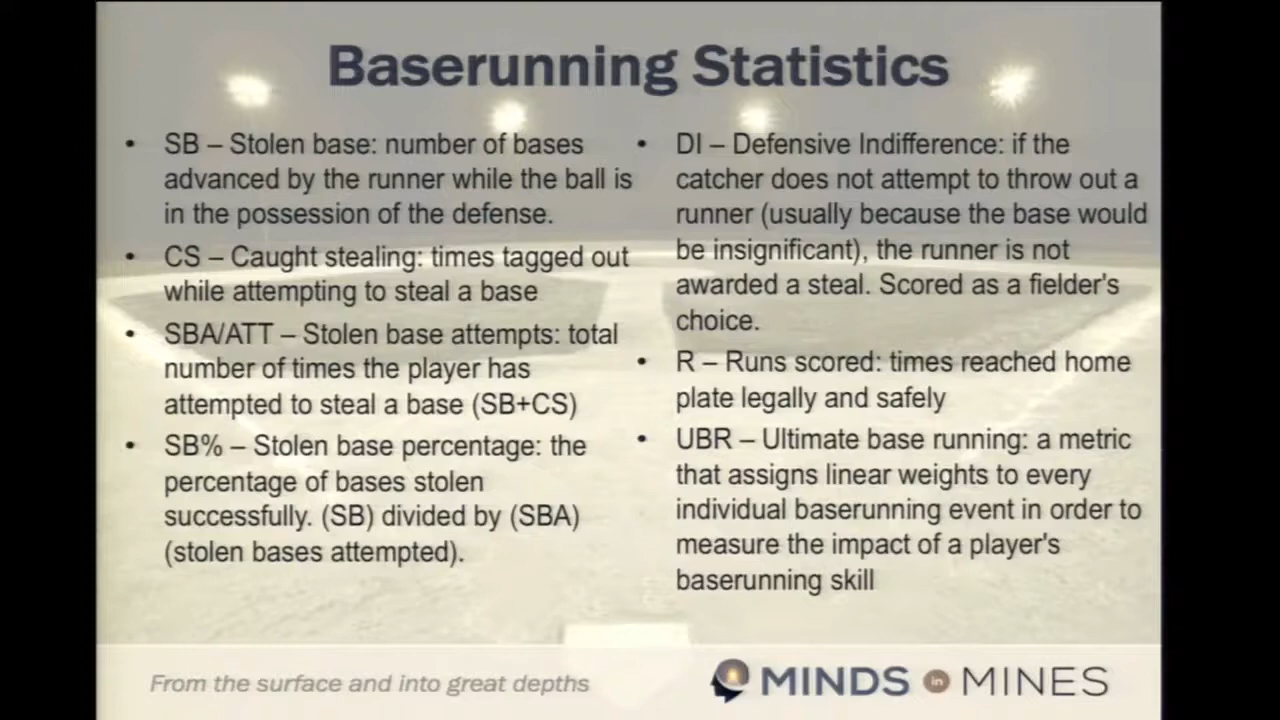 Baserunning Statistics
• SB – Stolen base: number of bases
advanced by the runner while the ball is
in the possession of the defense.
• CS – Caught stealing: times tagged out
while attempting to steal a base
• SBA/ATT – Stolen base attempts: total
number of times the player has
attempted to steal a base (SB+CS)
• SB% – Stolen base percentage: the
percentage of bases stolen
successfully. (SB) divided by (SBA)
(stolen bases attempted).
• DI – Defensive Indifference: if the
catcher does not attempt to throw out a
runner (usually because the base would
be insignificant), the runner is not
awarded a steal. Scored as a fielder's
choice.
• R – Runs scored: times reached home
plate legally and safely
• UBR – Ultimate base running: a metric
that assigns linear weights to every
individual baserunning event in order to
measure the impact of a player's
baserunning skill
From the surface and into great depths
MINDS in MINES